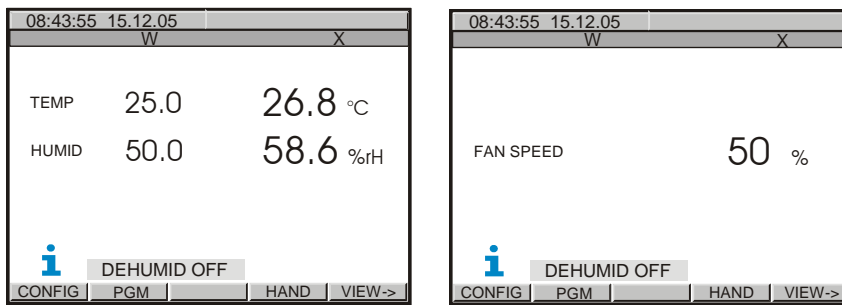 08:43:55 15.12.05
W X
TEMP 25.0 26.8 °C
HUMID 50.0 58.6 %rH
i
DEHUMID OFF
CONFIG PGM HAND VIEW->
08:43:55 15.12.05
W X
FAN SPEED 50 %
i
DEHUMID OFF
CONFIG PGM HAND VIEW->